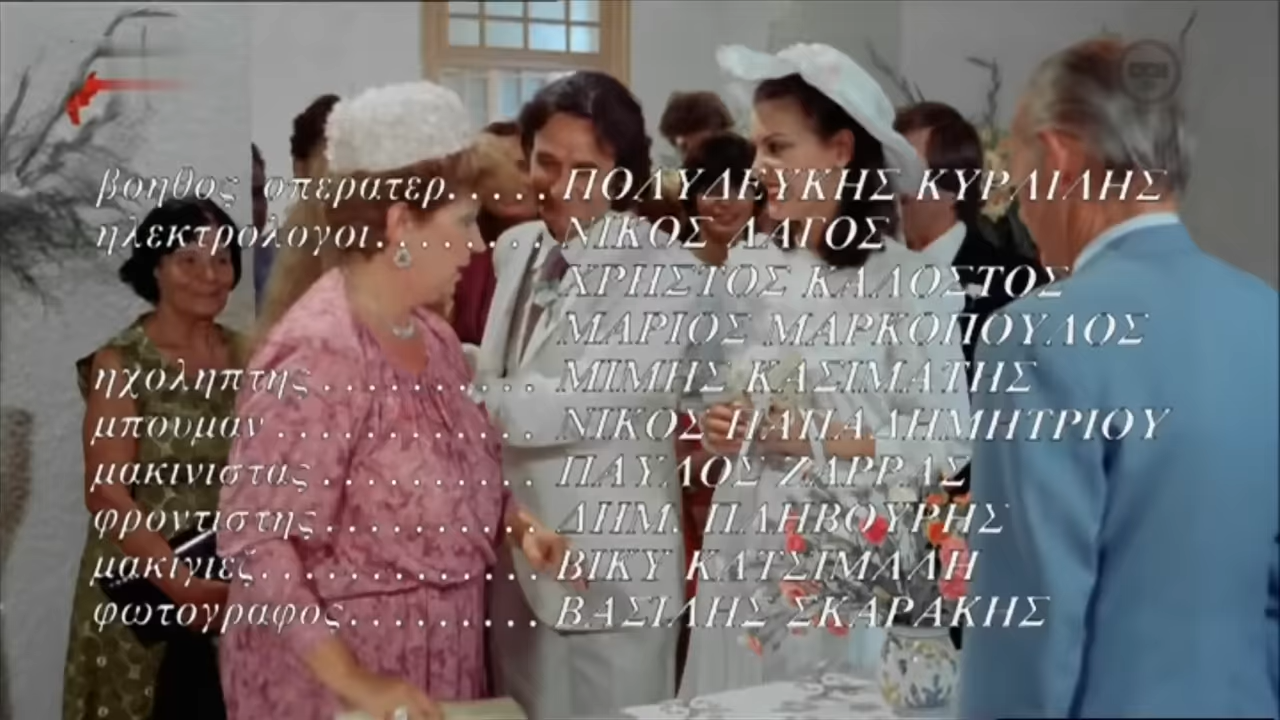 βοηθος οπερατερ.....ΠΟΛΥΔΕΥΚΗΣ ΚΥΡΛΙΔΗΣ
ηλεκτρολογοι........ΝΙΚΟΣ ΛΑΓΟΣ
ΧΡΗΣΤΟΣ ΚΑΛΟΣΤΟΣ
ΜΑΡΙΟΣ ΜΑΡΚΟΠΟΥΛΟΣ
ηχοληπτης..........ΜΙΜΗΣ ΚΑΣΙΜΑΤΗΣ
μπουμαν............ΝΙΚΟΣ ΠΑΠΑΔΗΜΗΤΡΙΟΥ
μακινιστας..........ΠΑΥΛΟΣ ΖΑΡΡΑΣ
φροντιστης..........ΔΗΜ. ΠΛΗΒΟΥΡΗΣ
μακιγιεζ.............ΒΙΚΥ ΚΑΤΣΙΜΑΛΗ
φωτογραφος.........ΒΑΣΙΛΗΣ ΣΚΑΡΑΚΗΣ